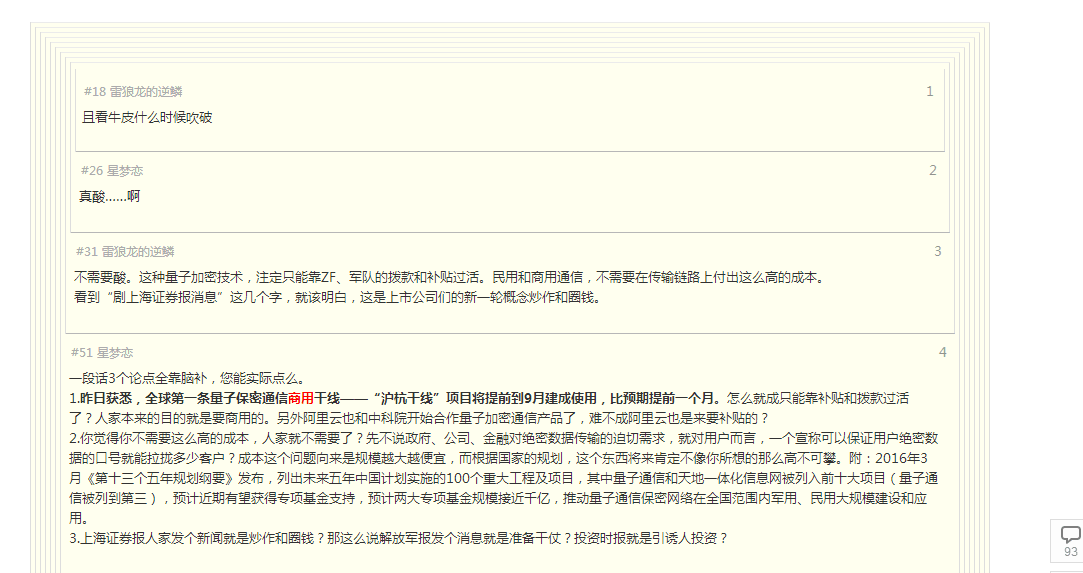 #18 雷狼龙的逆鳞 1
且看牛皮什么时候吹破
#26 星梦恋 2
真酸……啊
#31 雷狼龙的逆鳞 3
不需要酸。这种量子加密技术，注定只能靠ZF、军队的拨款和补贴过活。民用和商用通信，不需要在传输链路上付出这么高的成本。
看到“剧上海证券报消息”这几个字，就该明白，这是上市公司们的新一轮概念炒作和圈钱。
#51 星梦恋 4
一段话3个论点全靠脑补，您能实际点么。
1.昨日获悉，全球第一条量子保密通信商用干线——“沪杭干线”项目将提前到9月建成使用，比预期提前一个月。怎么就成只能靠补贴和拨款过活
了？人家本来的目的就是要商用的。另外阿里云也和中科院开始合作量子加密通信产品了，难不成阿里云也是来要补贴的？
2.你觉得你不需要这么高的成本，人家就不需要了？先不说政府、公司、金融对绝密数据传输的迫切需求，就对用户而言，一个宣称可以保证用户绝密数
据的口号就能拉拢多少客户？成本这个问题向来是规模越大越便宜，而根据国家的规划，这个东西将来肯定不像你所想的那么高不可攀。附：2016年3
月《第十三个五年规划纲要》发布，列出未来五年中国计划实施的100个重大工程及项目，其中量子通信和天地一体化信息网被列入前十大项目（量子通
信被列到第三），预计近期有望获得专项基金支持，预计两大专项基金规模接近千亿，推动量子通信保密网络在全国范围内军用、民用大规模建设和应
用。
3.上海证券报人家发个新闻就是炒作和圈钱？那这么说解放军报发个消息就是准备干仗？投资时报就是引诱人投资？
93